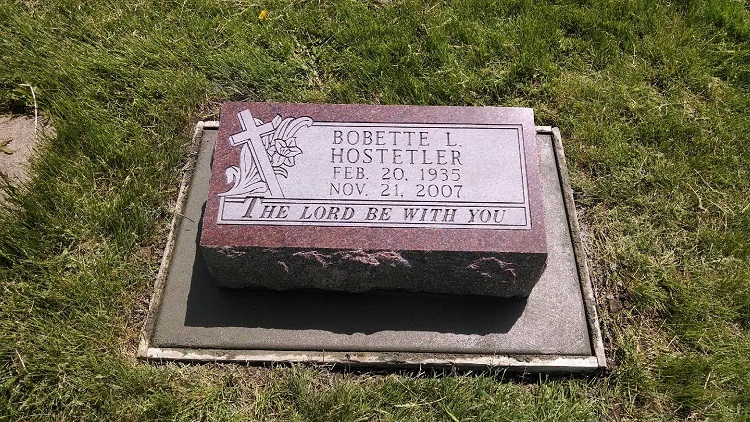 BOBETTE L.
HOSTETLER
FEB. 20, 1935
NOV. 21, 2007
THE LORD BE WITH YOU